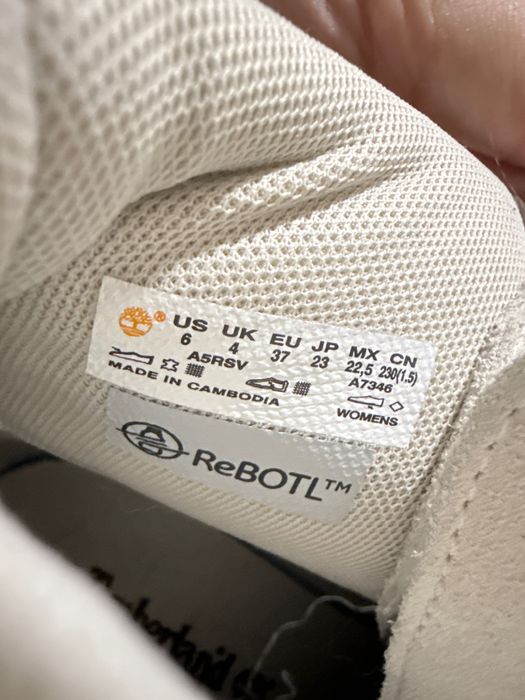 ®
US UK EU JP MX CN
6 4 37 23 22,5 230(1.5)
A5RSV A7346
MADE IN CAMBODIA
WOMENS
ReBOTL™
Timberland